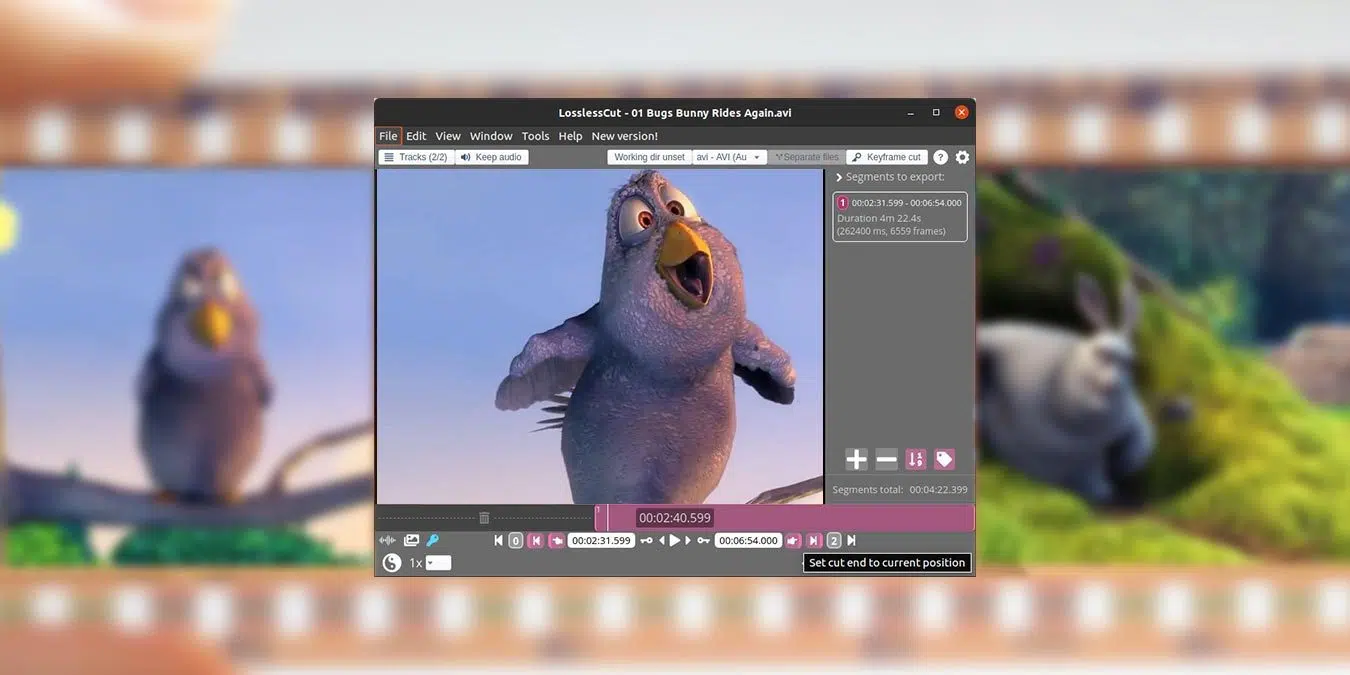 LosslessCut - 01 Bugs Bunny Rides Again.avi
File Edit View Window Tools Help New version!
Tracks (2/2) Keep audio Working dir unset avi - AVI (Au Separate files Keyframe cut ?
Segments to export:
1 00:02:31.599 - 00:06:54.000
Duration 4m 22.4s
(262400 ms, 6559 frames)
Segments total: 00:04:22.399
1
00:02:40.599
0 00:02:31.599 00:06:54.000 2
1x
Set cut end to current position